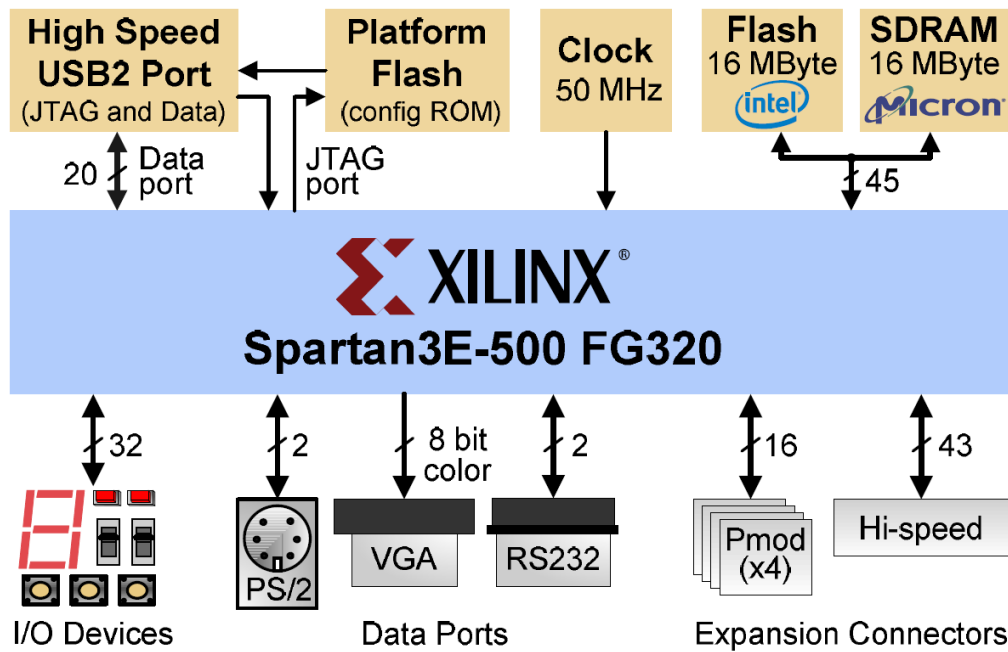 High Speed
USB2 Port
(JTAG and Data)
Platform
Flash
(config ROM)
Clock
50 MHz
Flash
16 MByte
intel
SDRAM
16 MByte
Micron
20
Data
port
JTAG
port
45
XILINX®
Spartan3E-500 FG320
32
2
8 bit
color
2
16
43
PS/2
VGA
RS232
Pmod
(x4)
Hi-speed
I/O Devices
Data Ports
Expansion Connectors